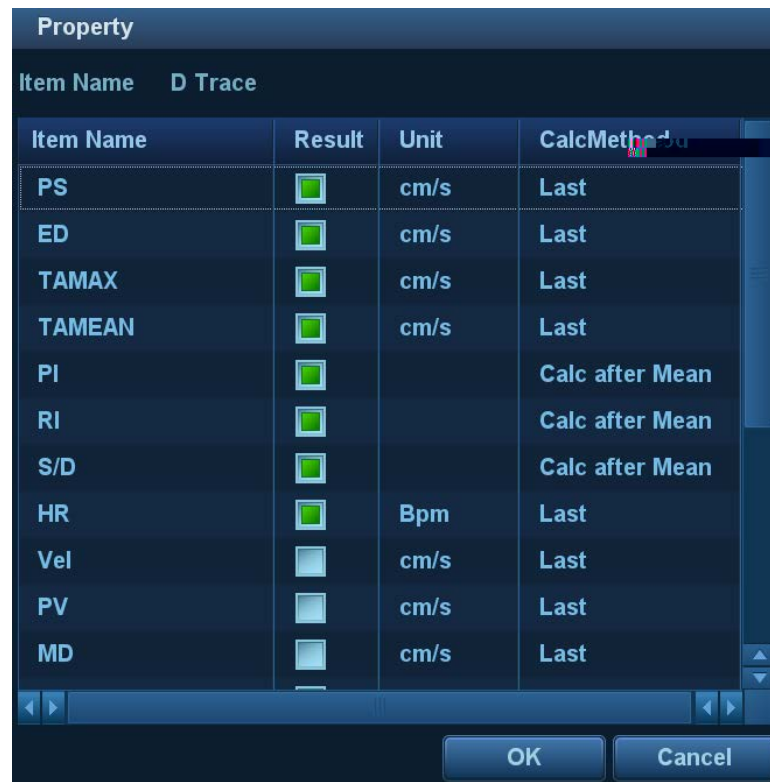 Property
Item Name D Trace
Item Name Result Unit CalcMethod
PS cm/s Last
ED cm/s Last
TAMAX cm/s Last
TAMEAN cm/s Last
PI Calc after Mean
RI Calc after Mean
S/D Calc after Mean
HR Bpm Last
Vel cm/s Last
PV cm/s Last
MD cm/s Last
OK Cancel